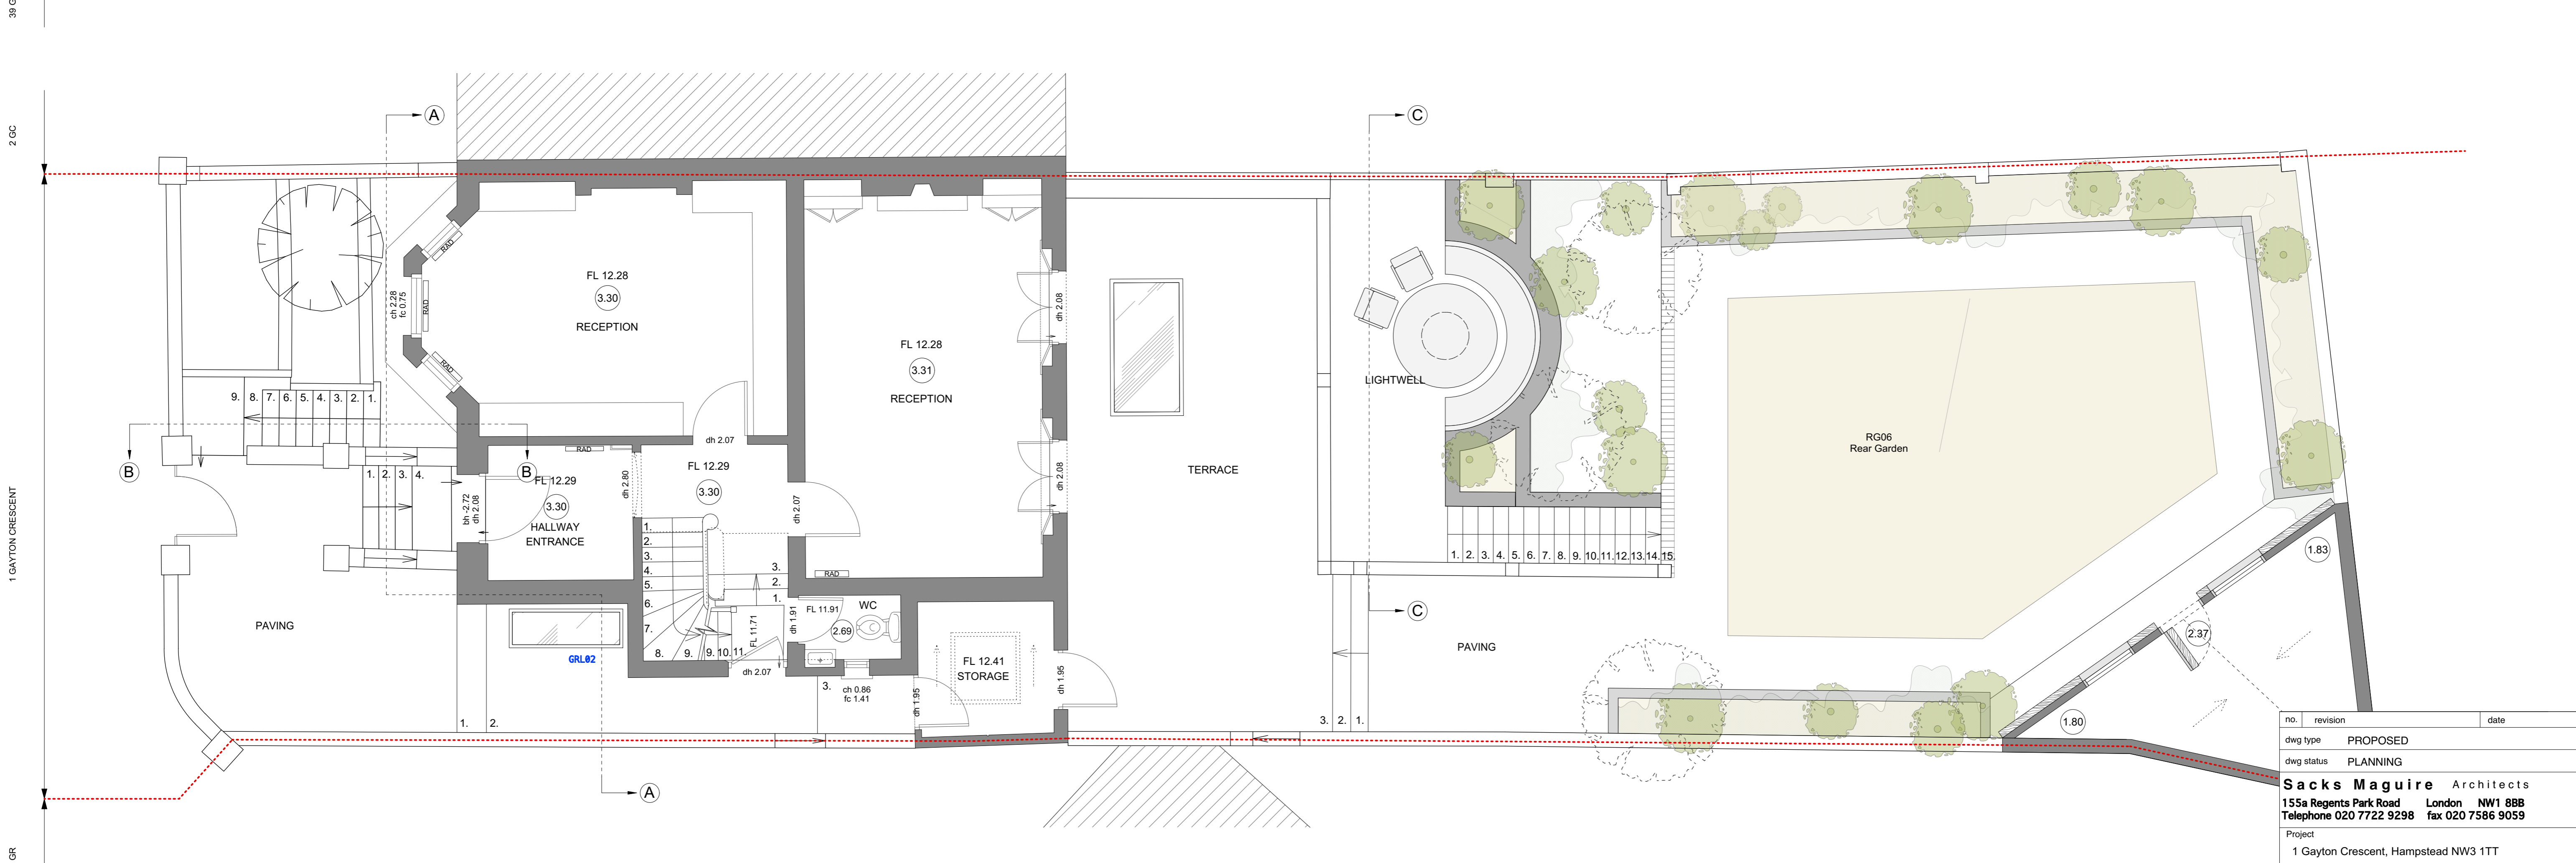 39 G
2 GC
1 GAYTON CRESCENT
GR
A
C
B
B
A
C
RAD
RAD
RAD
ch 2.28
fc 0.75
FL 12.28
3.30
RECEPTION
9. 8. 7. 6. 5. 4. 3. 2. 1.
1. 2. 3. 4.
bh -2.72
dh 2.08
RAD
FL 12.29
3.30
HALLWAY
ENTRANCE
dh 2.80
dh 2.07
FL 12.29
3.30
dh 2.07
FL 12.28
3.31
RECEPTION
RAD
dh 2.08
dh 2.08
1.
2.
3.
4.
5.
6.
7.
8. 9. 9. 10. 11.
3.
2.
1.
FL 11.71
dh 1.91
FL 11.91
WC
2.69
dh 2.07
3.
ch 0.86
fc 1.41
dh 1.95
FL 12.41
STORAGE
dh 1.95
PAVING
GRL02
1. 2.
TERRACE
LIGHTWELL
1. 2. 3. 4. 5. 6. 7. 8. 9. 10. 11. 12. 13. 14. 15.
PAVING
3. 2. 1.
RG06
Rear Garden
1.83
2.37
1.80
no. revision date
dwg type PROPOSED
dwg status PLANNING
Sacks Maguire Architects
155a Regents Park Road London NW1 8BB
Telephone 020 7722 9298 fax 020 7586 9059
Project
1 Gayton Crescent, Hampstead NW3 1TT